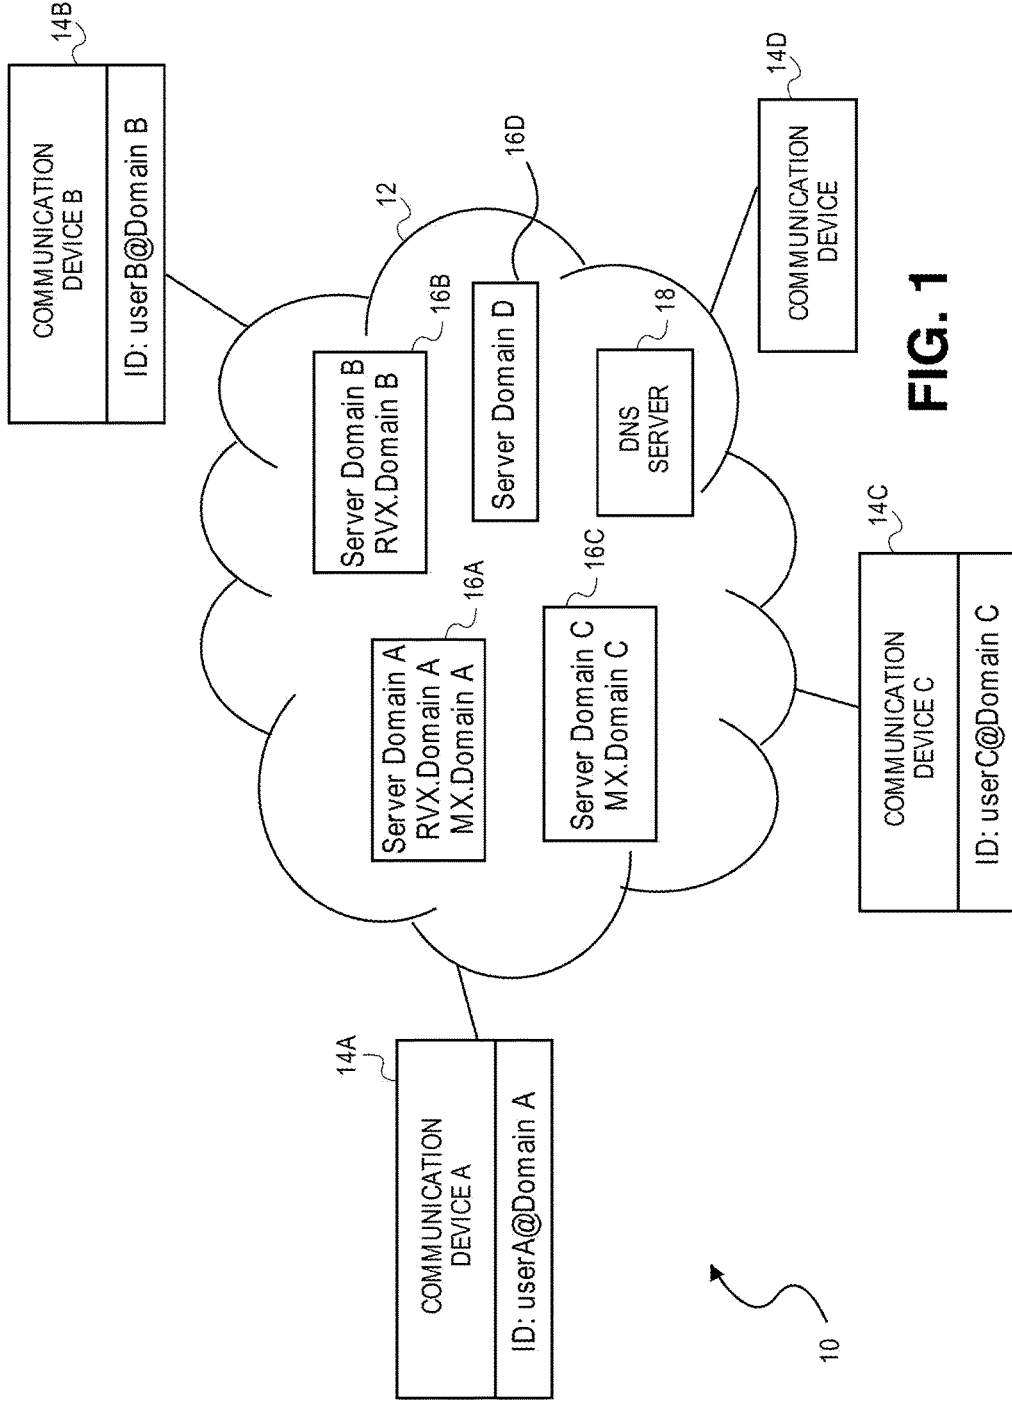 14A
COMMUNICATION
DEVICE A
ID: userA@Domain A
14B
COMMUNICATION
DEVICE B
ID: userB@Domain B
12
Server Domain A
RVX.Domain A
MX.Domain A
16A
Server Domain B
RVX.Domain B
16B
Server Domain C
MX.Domain C
16C
Server Domain D
16D
DNS
SERVER
18
COMMUNICATION
DEVICE C
ID: userC@Domain C
14C
COMMUNICATION
DEVICE
14D
10
FIG. 1